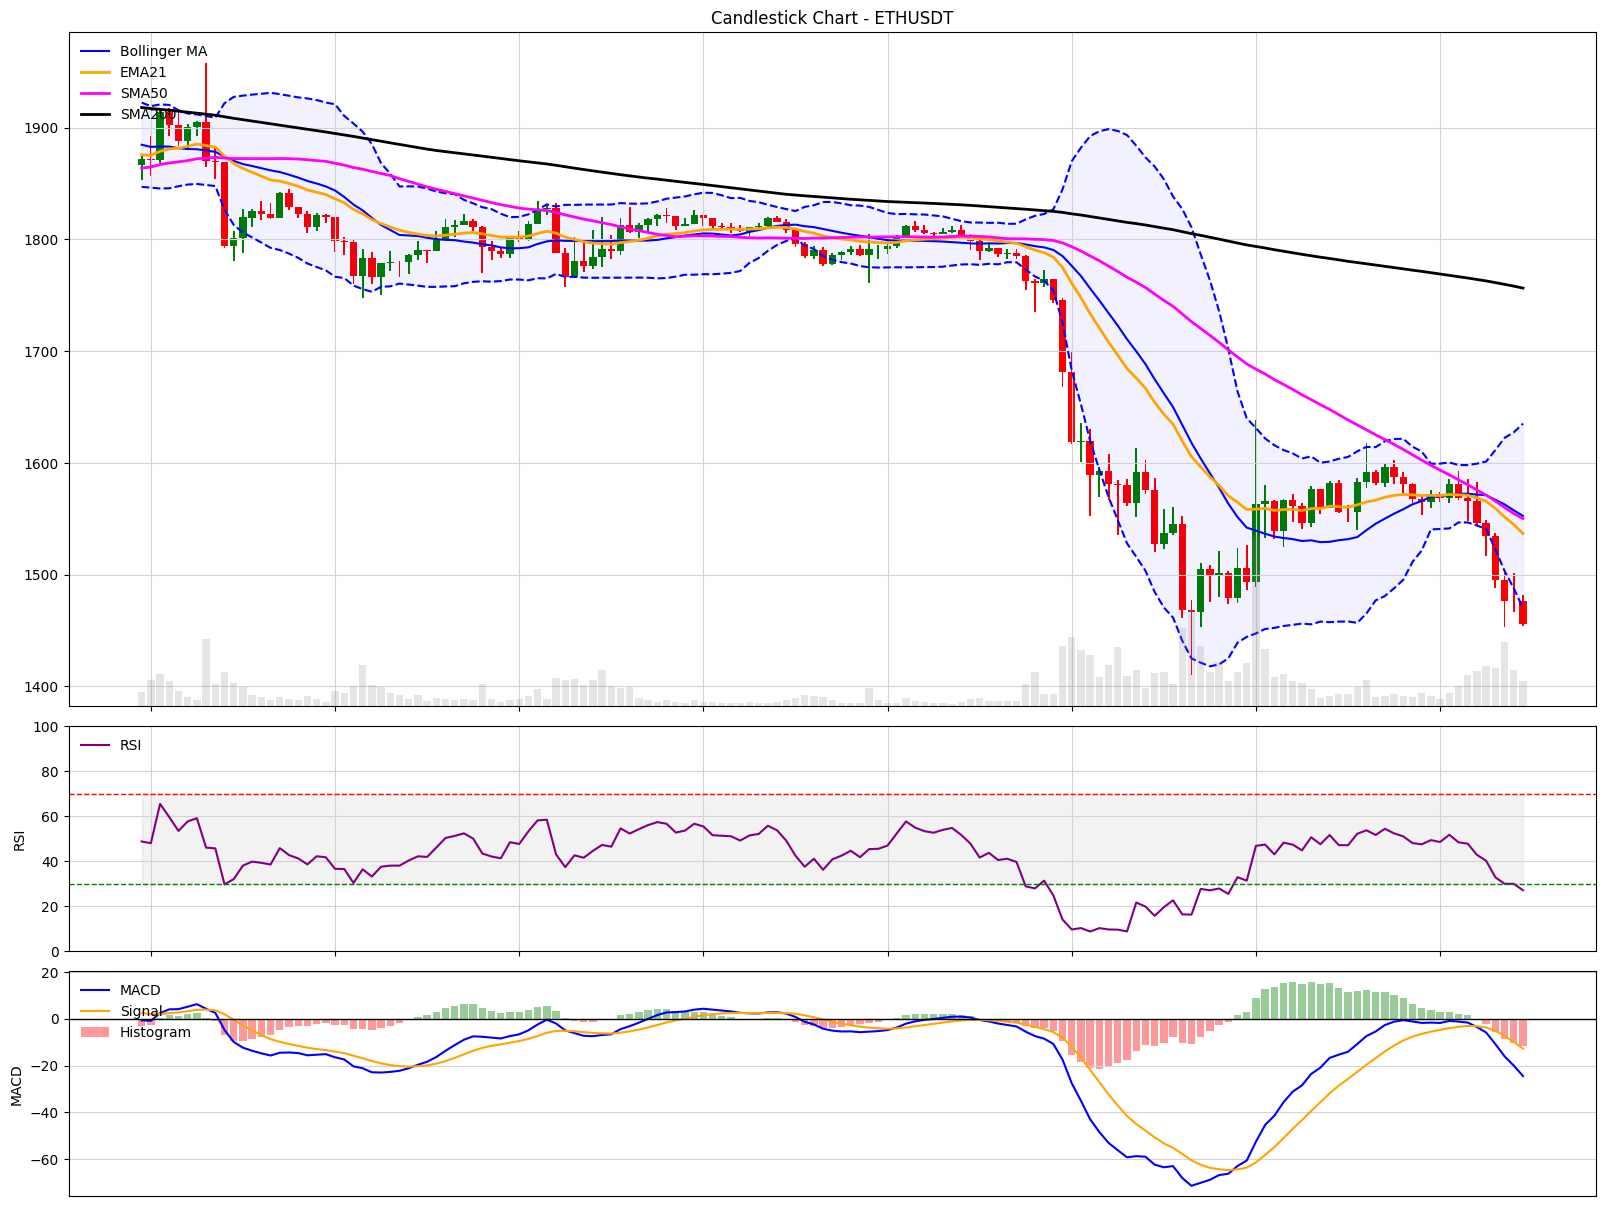 Candlestick Chart - ETHUSDT
Bollinger MA
EMA21
SMA50
SMA200
1900
1800
1700
1600
1500
1400
100
80
60
40
20
0
RSI
RSI
20
0
−20
−40
−60
MACD
MACD
Signal
Histogram